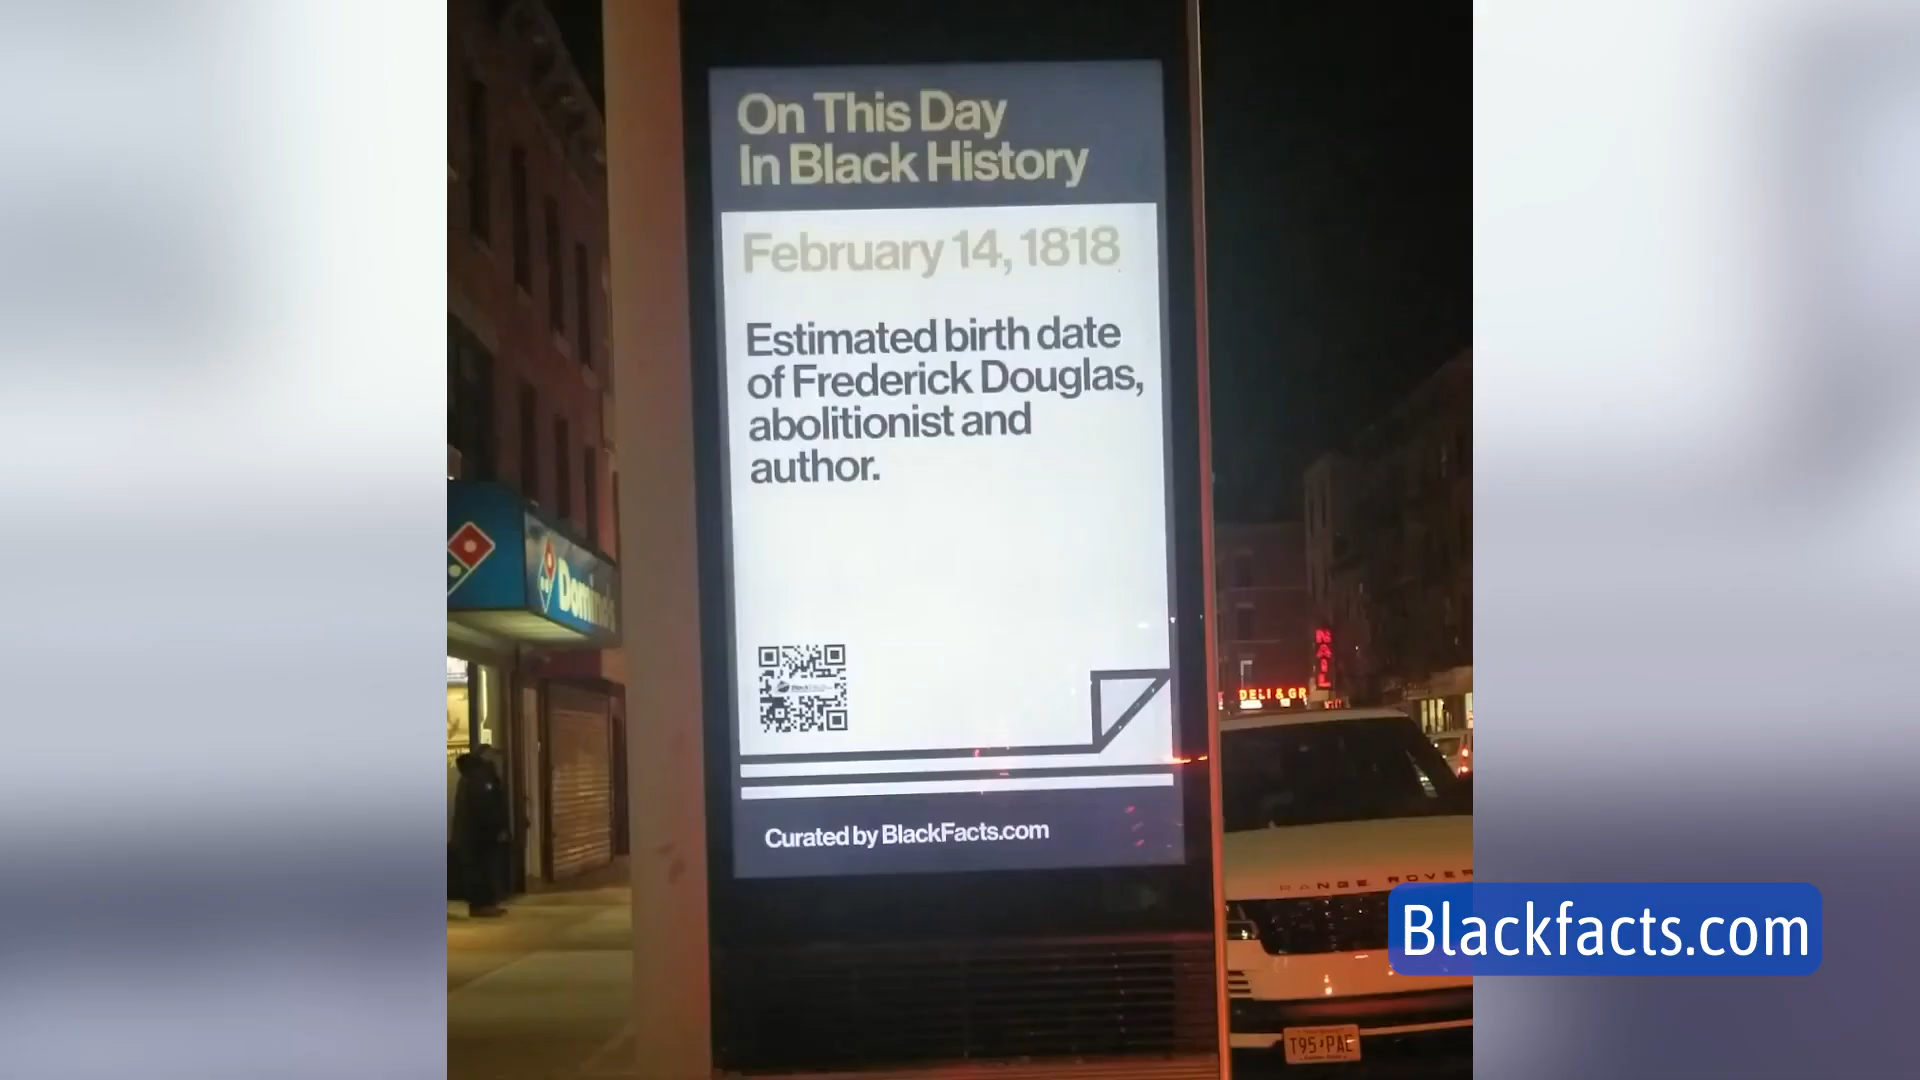 On This Day
In Black History
February 14, 1818
Estimated birth date
of Frederick Douglas,
abolitionist and
author.
Curated by BlackFacts.com
Domino's
NAIL
DELI & GR
RANGE ROVER
T95 PAE
Blackfacts.com